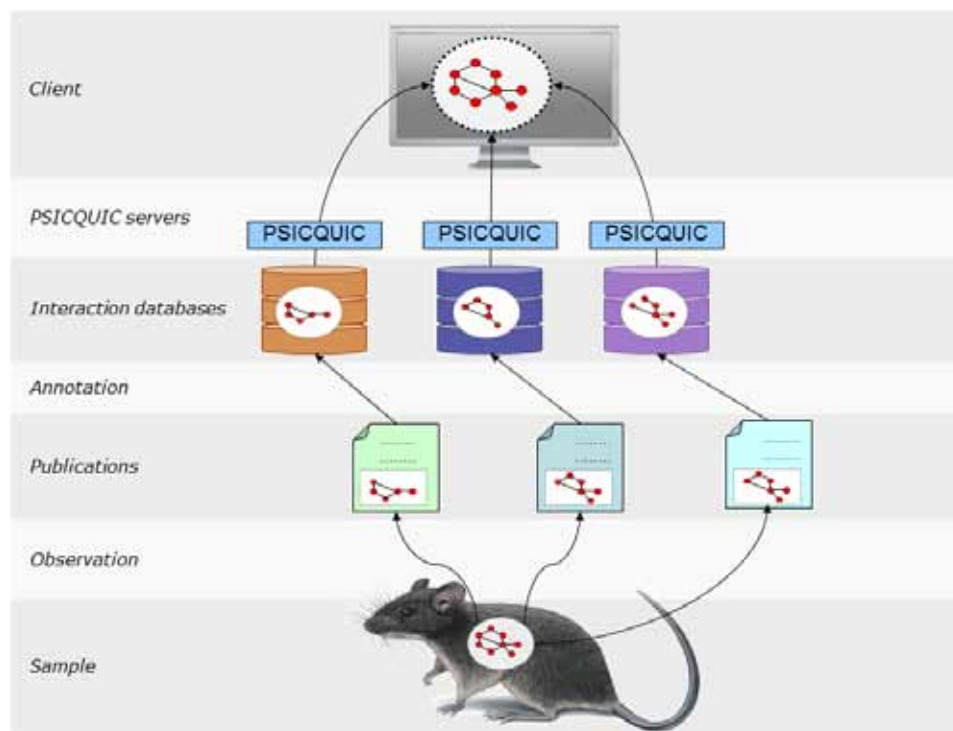 Client
PSICQUIC servers
PSICQUIC PSICQUIC PSICQUIC
Interaction databases
Annotation
Publications
Observation
Sample